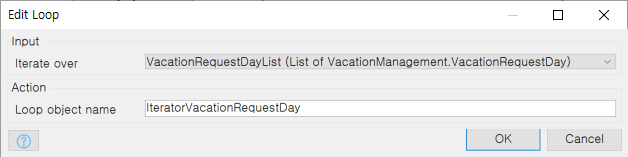 Edit Loop
Input
Iterate over VacationRequestDayList (List of VacationManagement.VacationRequestDay)
Action
Loop object name IteratorVacationRequestDay
? OK Cancel